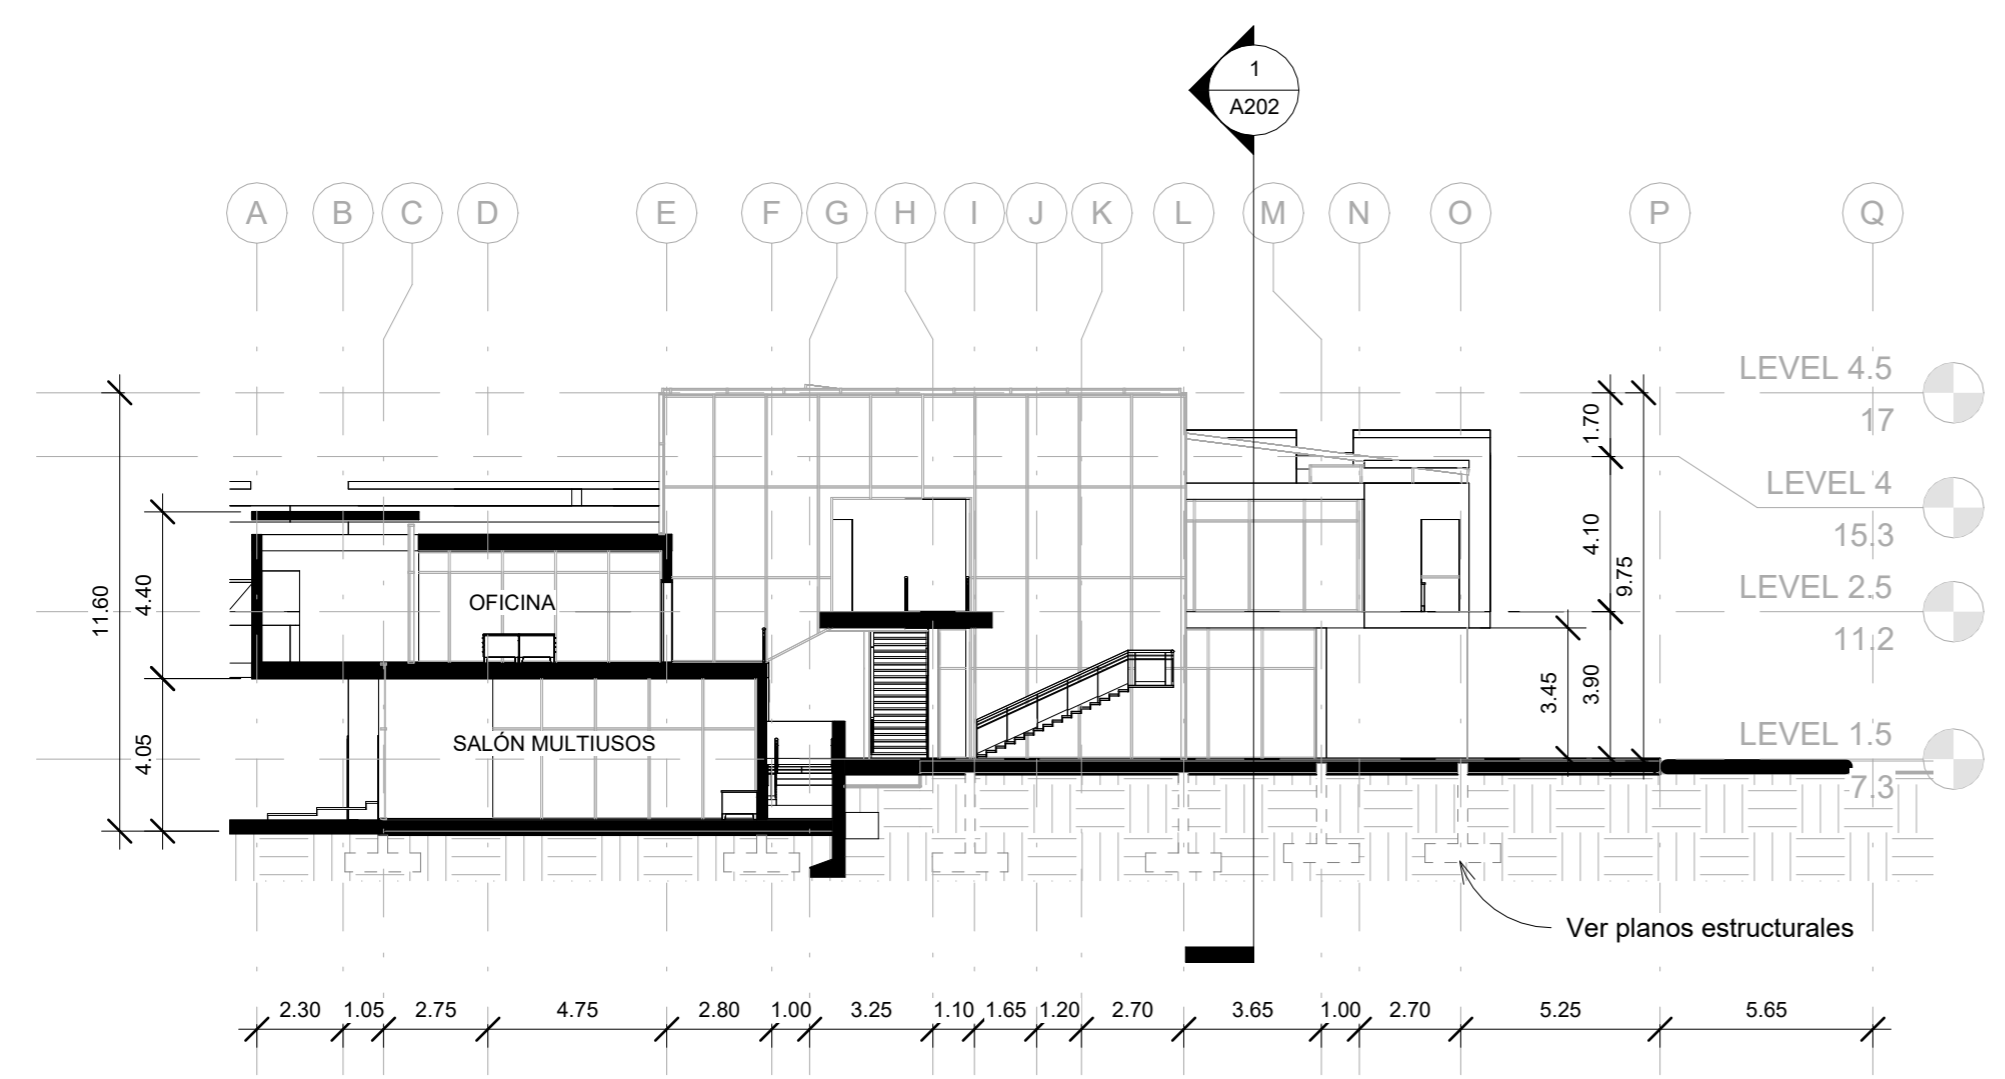 1
A202
A B C D E F G H I J K L M N O P Q
LEVEL 4.5
17
1.70
LEVEL 4
15.3
4.10
9.75
LEVEL 2.5
11.2
11.60
4.40
OFICINA
3.45
3.90
LEVEL 1.5
7.3
4.05
SALÓN MULTIUSOS
Ver planos estructurales
2.30 1.05 2.75 4.75 2.80 1.00 3.25 1.10 1.65 1.20 2.70 3.65 1.00 2.70 5.25 5.65